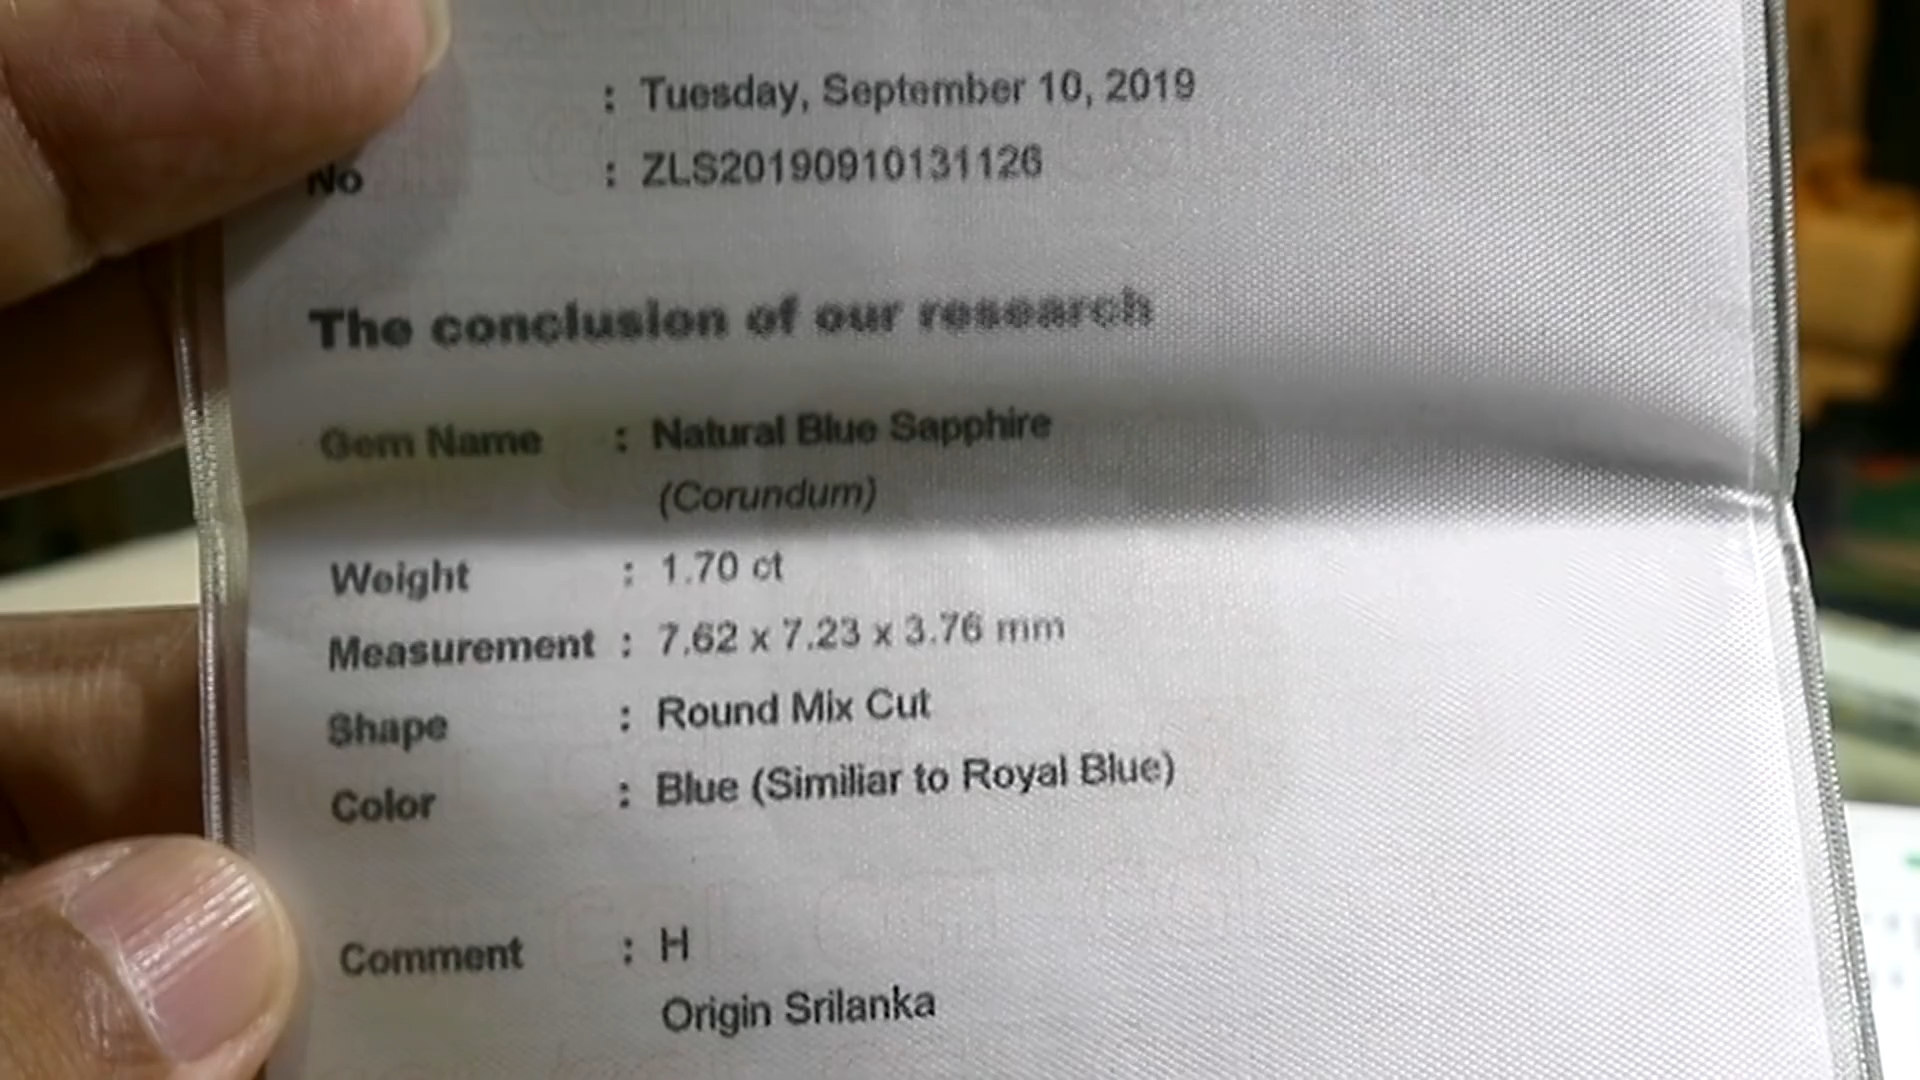 : Tuesday, September 10, 2019
No : ZLS20190910131126
The conclusion of our research
Gem Name : Natural Blue Sapphire
(Corundum)
Weight : 1.70 ct
Measurement : 7.62 x 7.23 x 3.76 mm
Shape : Round Mix Cut
Color : Blue (Similiar to Royal Blue)
Comment : H
Origin Srilanka